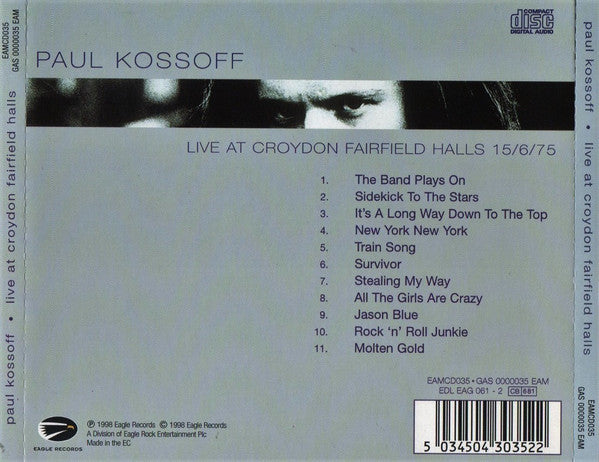 EAMCD035
GAS 0000035 EAM
paul kossoff • live at croydon fairfield halls
EAGLE RECORDS
COMPACT
disc
DIGITAL AUDIO
PAUL KOSSOFF
LIVE AT CROYDON FAIRFIELD HALLS 15/6/75
1. The Band Plays On
2. Sidekick To The Stars
3. It's A Long Way Down To The Top
4. New York New York
5. Train Song
6. Survivor
7. Stealing My Way
8. All The Girls Are Crazy
9. Jason Blue
10. Rock 'n' Roll Junkie
11. Molten Gold
EAMCD035 • GAS 0000035 EAM
EDL EAG 061 - 2 CB 681
℗ 1998 Eagle Records © 1998 Eagle Records
A Division of Eagle Rock Entertainment Plc
Made in the EC
5 034504 303522
paul kossoff • live at croydon fairfield halls
EAMCD035
GAS 0000035 EAM